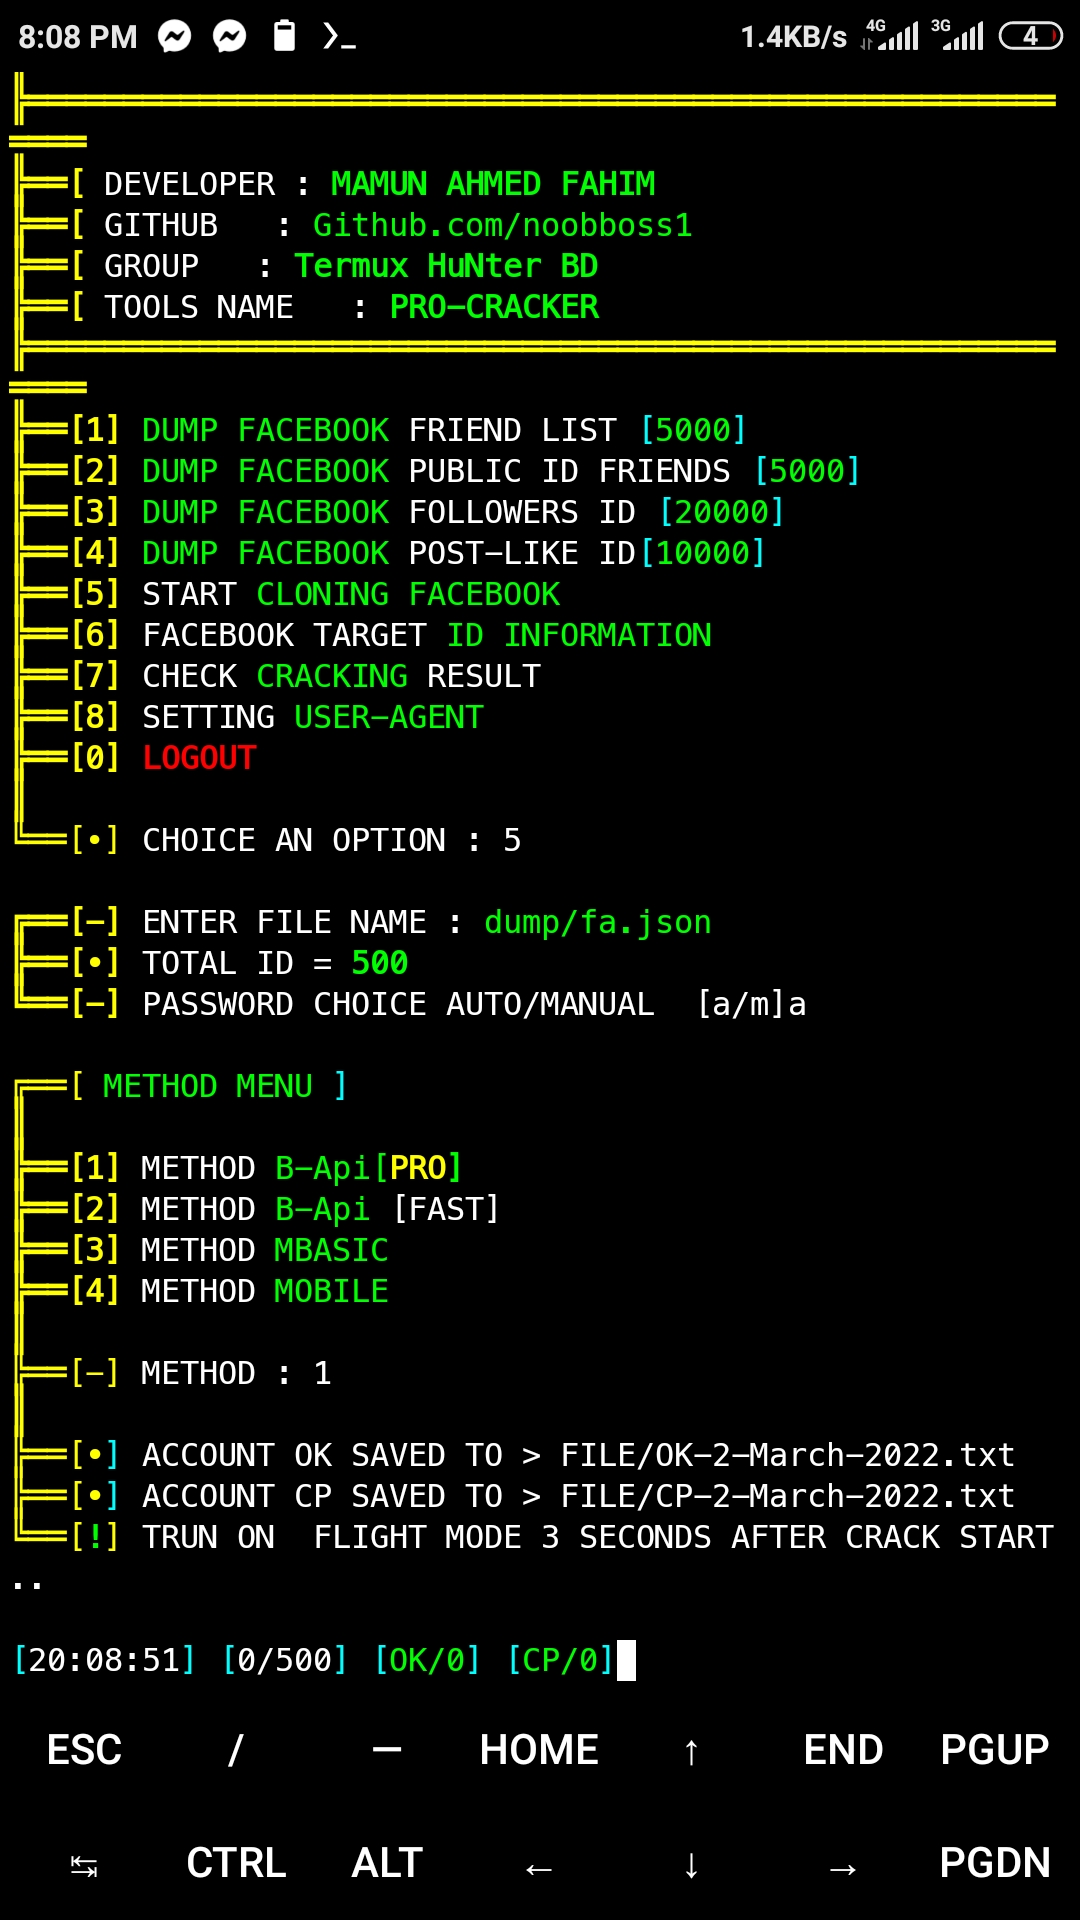 8:08 PM 1.4KB/s 4G 3G 4
DEVELOPER : MAMUN AHMED FAHIM
GITHUB : Github.com/noobboss1
GROUP : Termux HuNter BD
TOOLS NAME : PRO-CRACKER
[1] DUMP FACEBOOK FRIEND LIST [5000]
[2] DUMP FACEBOOK PUBLIC ID FRIENDS [5000]
[3] DUMP FACEBOOK FOLLOWERS ID [20000]
[4] DUMP FACEBOOK POST-LIKE ID[10000]
[5] START CLONING FACEBOOK
[6] FACEBOOK TARGET ID INFORMATION
[7] CHECK CRACKING RESULT
[8] SETTING USER-AGENT
[0] LOGOUT
[•] CHOICE AN OPTION : 5
[-] ENTER FILE NAME : dump/fa.json
[•] TOTAL ID = 500
[-] PASSWORD CHOICE AUTO/MANUAL [a/m]a
[ METHOD MENU ]
[1] METHOD B-Api[PRO]
[2] METHOD B-Api [FAST]
[3] METHOD MBASIC
[4] METHOD MOBILE
[-] METHOD : 1
[•] ACCOUNT OK SAVED TO > FILE/OK-2-March-2022.txt
[•] ACCOUNT CP SAVED TO > FILE/CP-2-March-2022.txt
[!] TRUN ON FLIGHT MODE 3 SECONDS AFTER CRACK START
..
[20:08:51] [0/500] [OK/0] [CP/0]
ESC / — HOME ↑ END PGUP
↹ CTRL ALT ← ↓ → PGDN